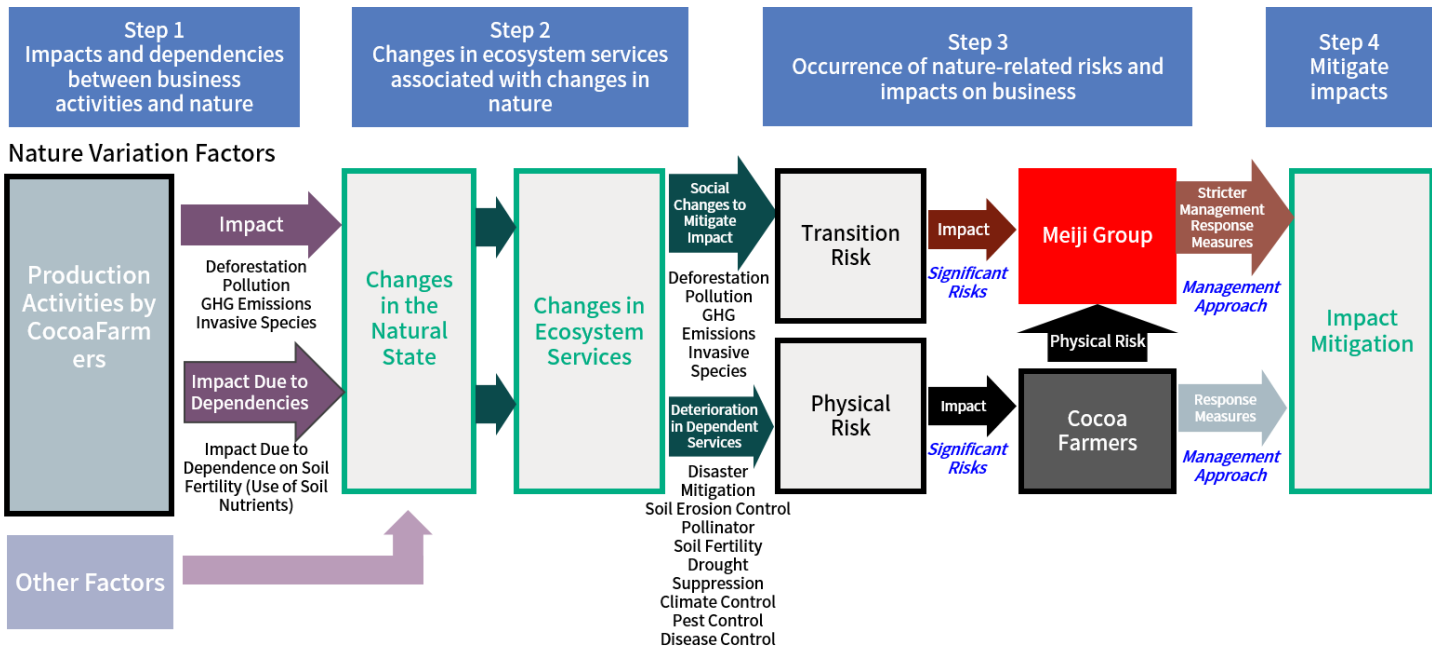 Step 1
Impacts and dependencies
between business
activities and nature
Step 2
Changes in ecosystem services
associated with changes in
nature
Step 3
Occurrence of nature-related risks and
impacts on business
Step 4
Mitigate
impacts
Nature Variation Factors
Production
Activities by
CocoaFarm
ers
Impact
Deforestation
Pollution
GHG Emissions
Invasive Species
Impact Due to
Dependencies
Impact Due to
Dependence on Soil
Fertility (Use of Soil
Nutrients)
Other Factors
Changes
in the
Natural
State
Changes in
Ecosystem
Services
Social
Changes to
Mitigate
Impact
Deforestation
Pollution
GHG
Emissions
Invasive
Species
Deterioration
in Dependent
Services
Disaster
Mitigation
Soil Erosion Control
Pollinator
Soil Fertility
Drought
Suppression
Climate Control
Pest Control
Disease Control
Transition
Risk
Physical
Risk
Impact
Significant
Risks
Impact
Significant
Risks
Meiji Group
Physical Risk
Cocoa
Farmers
Stricter
Management
Response
Measures
Management
Approach
Response
Measures
Management
Approach
Impact
Mitigation